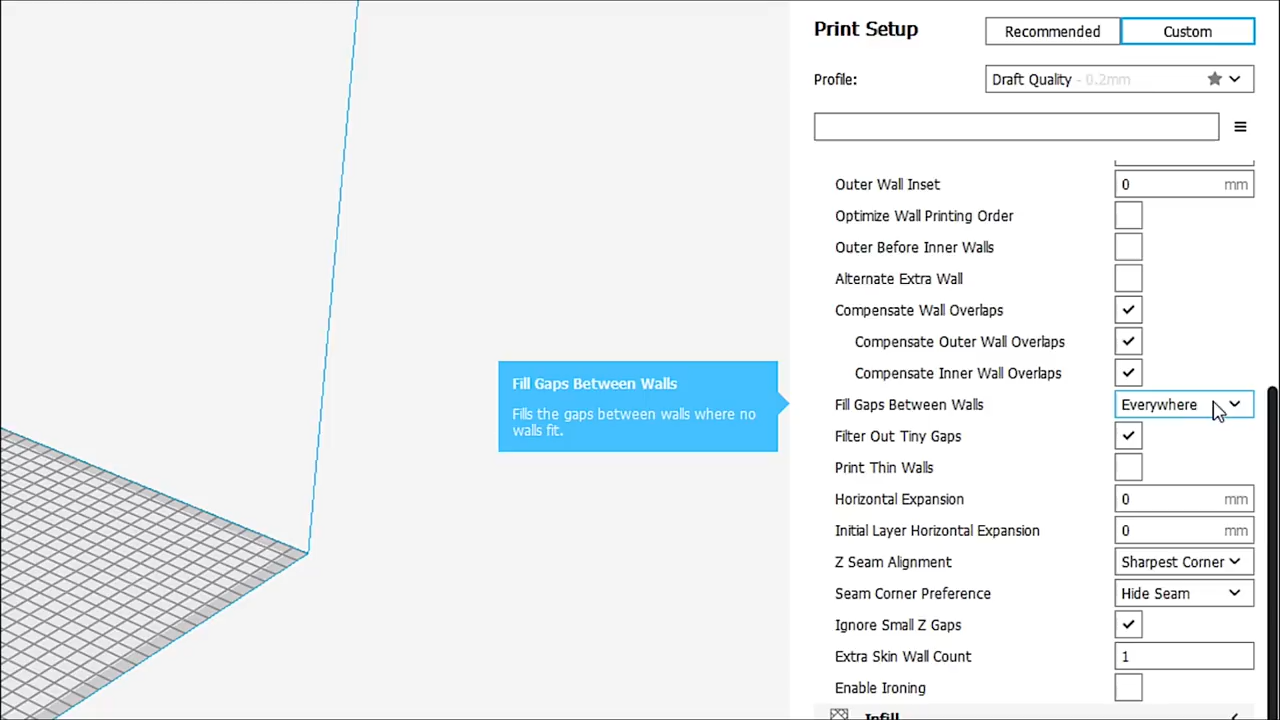 Print Setup
Recommended
Custom
Profile:
Draft Quality - 0.2mm
Outer Wall Inset
0 mm
Optimize Wall Printing Order
Outer Before Inner Walls
Alternate Extra Wall
Compensate Wall Overlaps
Compensate Outer Wall Overlaps
Compensate Inner Wall Overlaps
Fill Gaps Between Walls
Everywhere
Fill Gaps Between Walls
Fills the gaps between walls where no
walls fit.
Filter Out Tiny Gaps
Print Thin Walls
Horizontal Expansion
0 mm
Initial Layer Horizontal Expansion
0 mm
Z Seam Alignment
Sharpest Corner
Seam Corner Preference
Hide Seam
Ignore Small Z Gaps
Extra Skin Wall Count
1
Enable Ironing
Infill